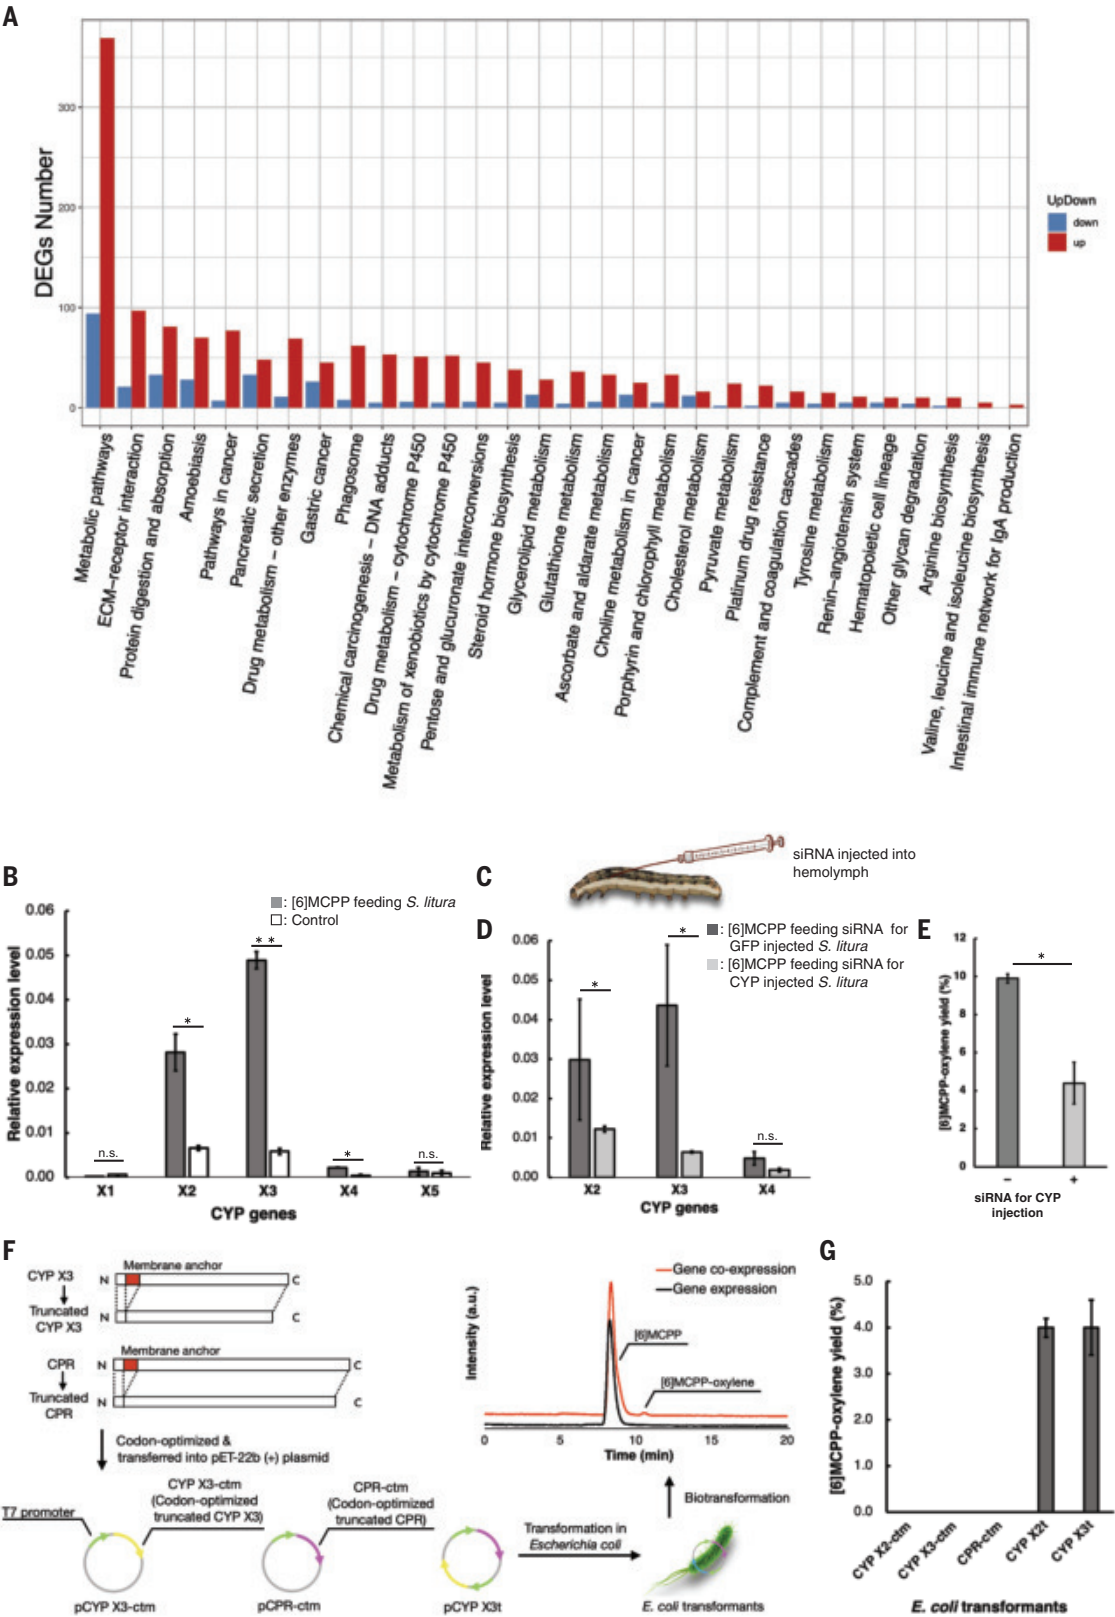 A
DEGs Number
300
200
100
0
UpDown
down
up
Metabolic pathways
ECM–receptor interaction
Protein digestion and absorption
Amoebiasis
Pathways in cancer
Pancreatic secretion
Drug metabolism – other enzymes
Gastric cancer
Phagosome
Chemical carcinogenesis – DNA adducts
Drug metabolism – cytochrome P450
Metabolism of xenobiotics by cytochrome P450
Pentose and glucuronate interconversions
Steroid hormone biosynthesis
Glycerolipid metabolism
Glutathione metabolism
Ascorbate and aldarate metabolism
Choline metabolism in cancer
Porphyrin and chlorophyll metabolism
Cholesterol metabolism
Pyruvate metabolism
Platinum drug resistance
Complement and coagulation cascades
Tyrosine metabolism
Renin–angiotensin system
Hematopoietic cell lineage
Other glycan degradation
Arginine biosynthesis
Valine, leucine and isoleucine biosynthesis
Intestinal immune network for IgA production
B
: [6]MCPP feeding S. litura
: Control
Relative expression level
0.06
0.05
0.04
0.03
0.02
0.01
0.00
n.s.
*
* *
*
n.s.
X1 X2 X3 X4 X5
CYP genes
C
siRNA injected into
hemolymph
D
: [6]MCPP feeding siRNA for
GFP injected S. litura
: [6]MCPP feeding siRNA for
CYP injected S. litura
Relative expression level
0.06
0.05
0.04
0.03
0.02
0.01
0.00
*
*
n.s.
X2 X3 X4
CYP genes
E
[6]MCPP-oxylene yield (%)
12
10
8
6
4
2
0
*
– +
siRNA for CYP
injection
F
CYP X3
Truncated
CYP X3
Membrane anchor
N C
N C
CPR
Truncated
CPR
Membrane anchor
N C
N C
Codon-optimized &
transferred into pET-22b (+) plasmid
T7 promoter
CYP X3-ctm
(Codon-optimized
truncated CYP X3)
CPR-ctm
(Codon-optimized
truncated CPR)
pCYP X3-ctm
pCPR-ctm
pCYP X3t
Transformation in
Escherichia coli
E. coli transformants
Biotransformation
Intensity (a.u.)
Gene co-expression
Gene expression
[6]MCPP
[6]MCPP-oxylene
0 5 10 15 20
Time (min)
G
[6]MCPP-oxylene yield (%)
5.0
4.0
3.0
2.0
1.0
0.0
CYP X2-ctm
CYP X3-ctm
CPR-ctm
CYP X2t
CYP X3t
E. coli transformants